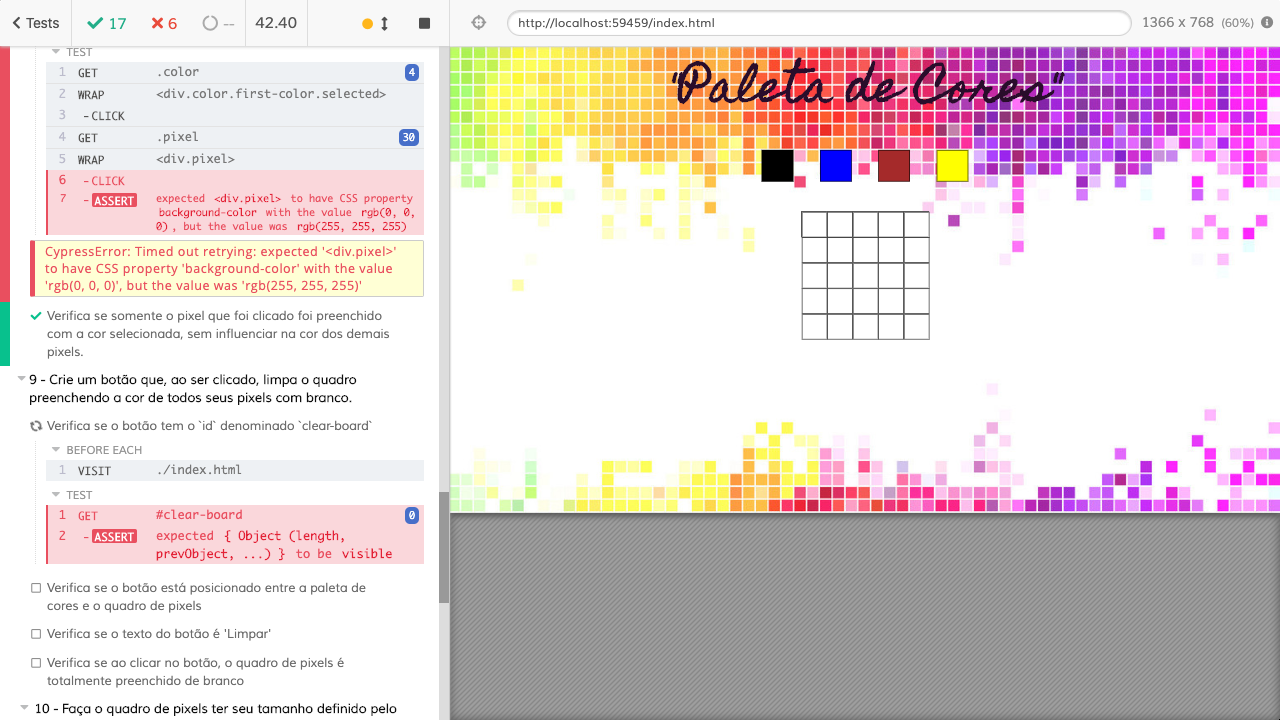 Tests
17
6
--
42.40
http://localhost:59459/index.html
1366 x 768 (60%)
TEST
1 GET .color 4
2 WRAP <div.color.first-color.selected>
3 - CLICK
4 GET .pixel 30
5 WRAP <div.pixel>
6 - CLICK
7 - ASSERT expected <div.pixel> to have CSS property
background-color with the value rgb(0, 0,
0), but the value was rgb(255, 255, 255)
CypressError: Timed out retrying: expected '<div.pixel>'
to have CSS property 'background-color' with the value
'rgb(0, 0, 0)', but the value was 'rgb(255, 255, 255)'
Verifica se somente o pixel que foi clicado foi preenchido
com a cor selecionada, sem influenciar na cor dos demais
pixels.
9 - Crie um botão que, ao ser clicado, limpa o quadro
preenchendo a cor de todos seus pixels com branco.
Verifica se o botão tem o `id` denominado `clear-board`
BEFORE EACH
1 VISIT ./index.html
TEST
1 GET #clear-board 0
2 - ASSERT expected { Object (length,
prevObject, ...) } to be visible
Verifica se o botão está posicionado entre a paleta de
cores e o quadro de pixels
Verifica se o texto do botão é 'Limpar'
Verifica se ao clicar no botão, o quadro de pixels é
totalmente preenchido de branco
10 - Faça o quadro de pixels ter seu tamanho definido pelo
"Paleta de Cores"